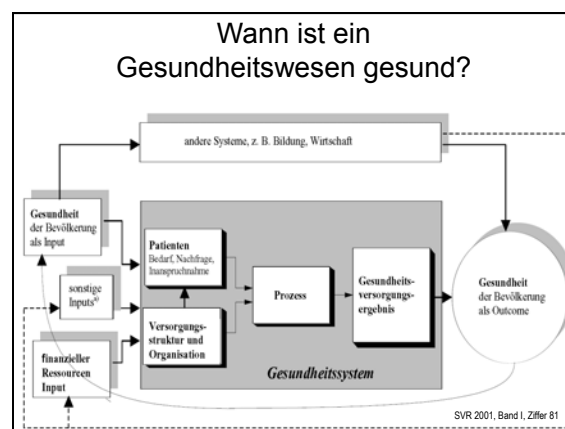 Wann ist ein
Gesundheitswesen gesund?
andere Systeme, z. B. Bildung, Wirtschaft
Gesundheit
der Bevölkerung
als Input
Patienten
Bedarf, Nachfrage,
Inanspruchnahme
sonstige
Inputs a)
Versorgungs-
struktur und
Organisation
Prozess
Gesundheits-
versorgungs-
ergebnis
Gesundheit
der Bevölkerung
als Outcome
finanzieller
Ressourcen
Input
Gesundheitssystem
SVR 2001, Band I, Ziffer 81